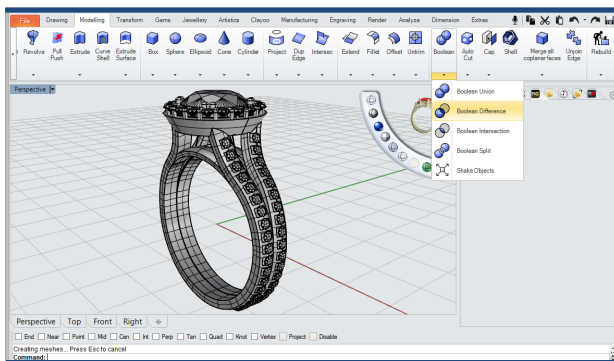 File Drawing Modelling Transform Gems Jewellery Artistics Clayoo Manufacturing Engraving Render Analyze Dimension Extras
Revolve Pull Push Extrude Curve Shell Extrude Surface Box Sphere Ellipsoid Cone Cylinder Project Dup Edge Intersec Extend Fillet Offset Untrim Boolean Auto Cut Cap Shell Merge all coplanar faces Unjoin Edge Rebuild
Perspective
Boolean Union
Boolean Difference
Boolean Intersection
Boolean Split
Shake Objects
Perspective Top Front Right
End Near Point Mid Cen Int Perp Tan Quad Knot Vertex Project Disable
Creating meshes... Press Esc to cancel
Command: